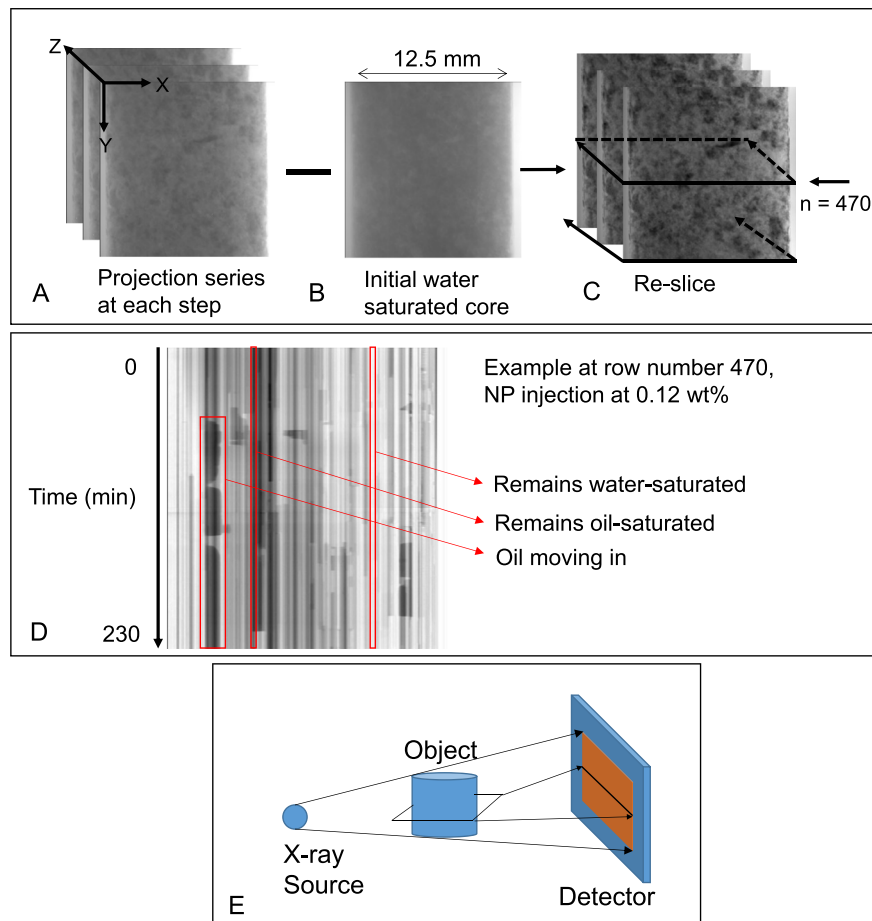 Z
X
Y
12.5 mm
n = 470
A
Projection series
at each step
B
Initial water
saturated core
C
Re-slice
0
Example at row number 470,
NP injection at 0.12 wt%
Time (min)
Remains water-saturated
Remains oil-saturated
Oil moving in
D
230
Object
X-ray
Source
Detector
E